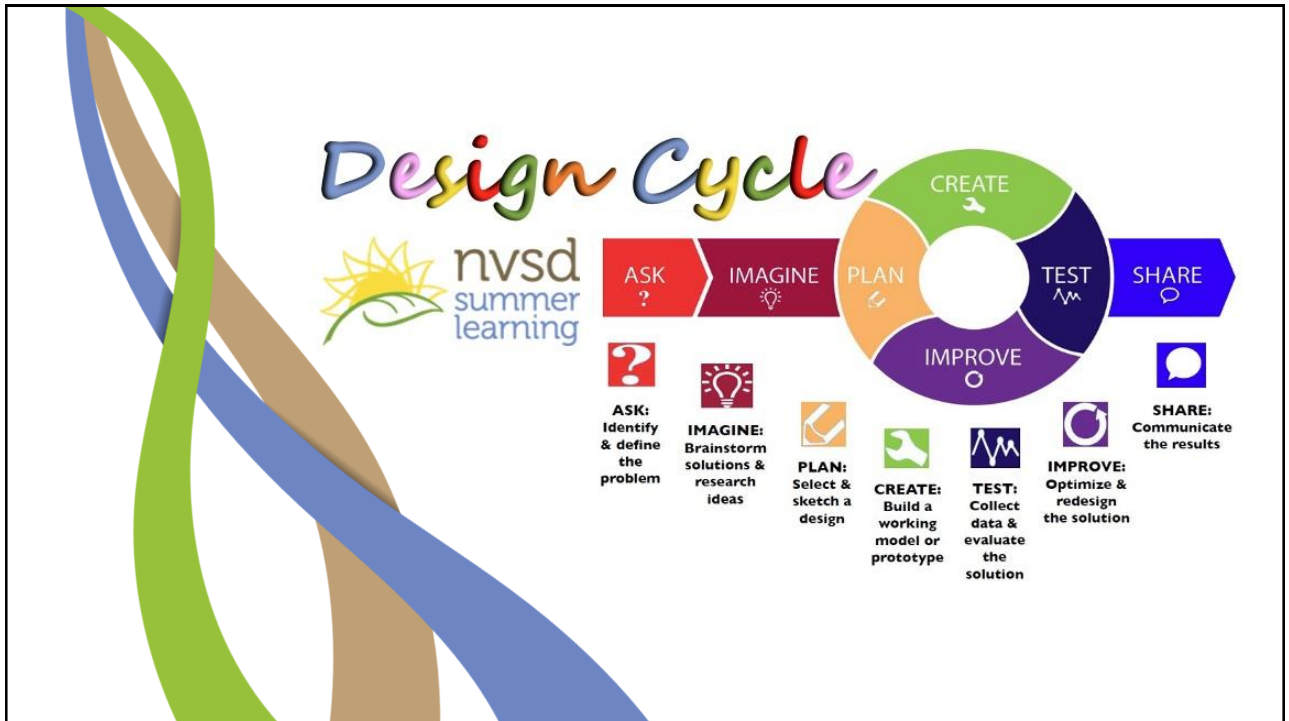 Design Cycle
nvsd
summer
learning
ASK
?
IMAGINE
PLAN
CREATE
TEST
IMPROVE
SHARE
?
ASK:
Identify
& define
the
problem
IMAGINE:
Brainstorm
solutions &
research
ideas
PLAN:
Select &
sketch a
design
CREATE:
Build a
working
model or
prototype
TEST:
Collect
data &
evaluate
the
solution
IMPROVE:
Optimize &
redesign
the solution
SHARE:
Communicate
the results